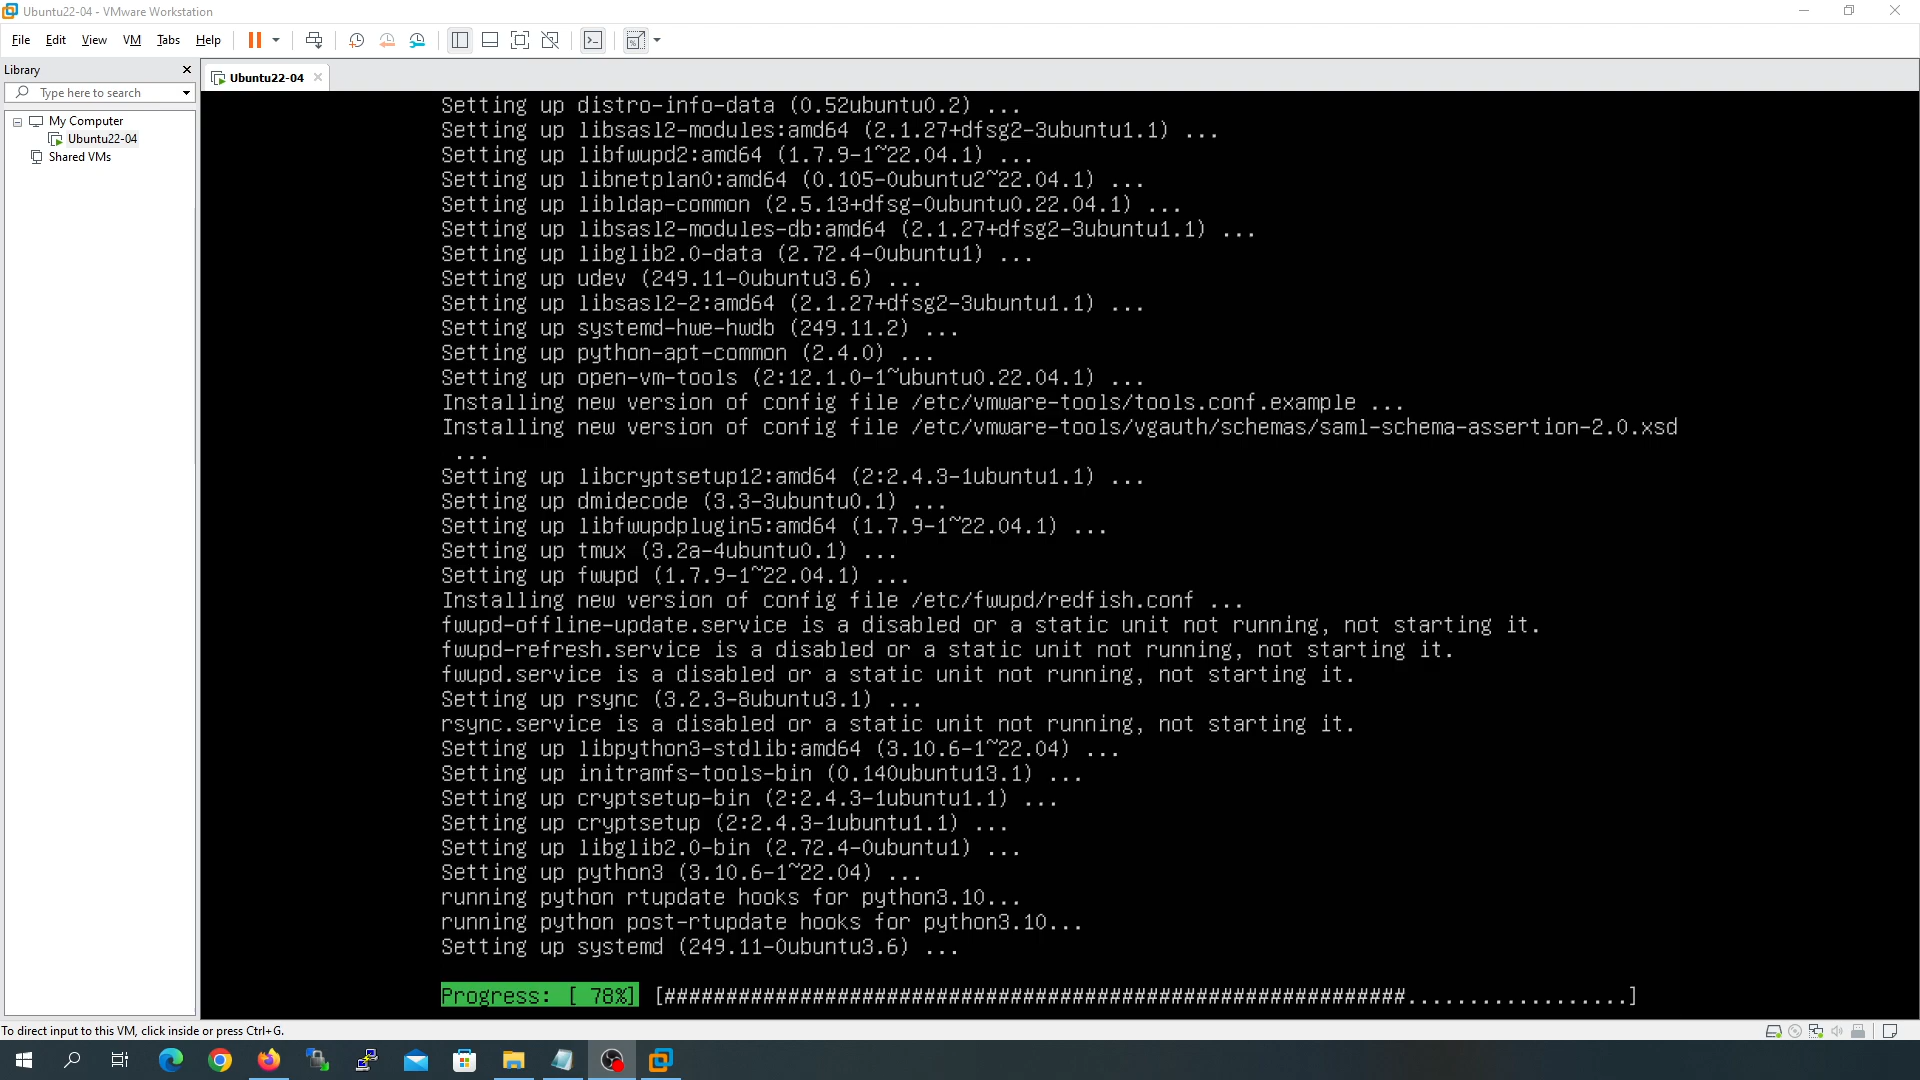 Ubuntu22-04 - VMware Workstation
File Edit View VM Tabs Help
Library
Type here to search
My Computer
Ubuntu22-04
Shared VMs
Ubuntu22-04
Setting up distro-info-data (0.52ubuntu0.2) ...
Setting up libsasl2-modules:amd64 (2.1.27+dfsg2-3ubuntu1.1) ...
Setting up libfwupd2:amd64 (1.7.9-1~22.04.1) ...
Setting up libnetplan0:amd64 (0.105-0ubuntu2~22.04.1) ...
Setting up libldap-common (2.5.13+dfsg-0ubuntu0.22.04.1) ...
Setting up libsasl2-modules-db:amd64 (2.1.27+dfsg2-3ubuntu1.1) ...
Setting up libglib2.0-data (2.72.4-0ubuntu1) ...
Setting up udev (249.11-0ubuntu3.6) ...
Setting up libsasl2-2:amd64 (2.1.27+dfsg2-3ubuntu1.1) ...
Setting up systemd-hwe-hwdb (249.11.2) ...
Setting up python-apt-common (2.4.0) ...
Setting up open-vm-tools (2:12.1.0-1~ubuntu0.22.04.1) ...
Installing new version of config file /etc/vmware-tools/tools.conf.example ...
Installing new version of config file /etc/vmware-tools/vgauth/schemas/saml-schema-assertion-2.0.xsd
...
Setting up libcryptsetup12:amd64 (2:2.4.3-1ubuntu1.1) ...
Setting up dmidecode (3.3-3ubuntu0.1) ...
Setting up libfwupdplugin5:amd64 (1.7.9-1~22.04.1) ...
Setting up tmux (3.2a-4ubuntu0.1) ...
Setting up fwupd (1.7.9-1~22.04.1) ...
Installing new version of config file /etc/fwupd/redfish.conf ...
fwupd-offline-update.service is a disabled or a static unit not running, not starting it.
fwupd-refresh.service is a disabled or a static unit not running, not starting it.
fwupd.service is a disabled or a static unit not running, not starting it.
Setting up rsync (3.2.3-8ubuntu3.1) ...
rsync.service is a disabled or a static unit not running, not starting it.
Setting up libpython3-stdlib:amd64 (3.10.6-1~22.04) ...
Setting up initramfs-tools-bin (0.140ubuntu13.1) ...
Setting up cryptsetup-bin (2:2.4.3-1ubuntu1.1) ...
Setting up cryptsetup (2:2.4.3-1ubuntu1.1) ...
Setting up libglib2.0-bin (2.72.4-0ubuntu1) ...
Setting up python3 (3.10.6-1~22.04) ...
running python rtupdate hooks for python3.10...
running python post-rtupdate hooks for python3.10...
Setting up systemd (249.11-0ubuntu3.6) ...
Progress: [ 78%] [############################################################..................]
To direct input to this VM, click inside or press Ctrl+G.